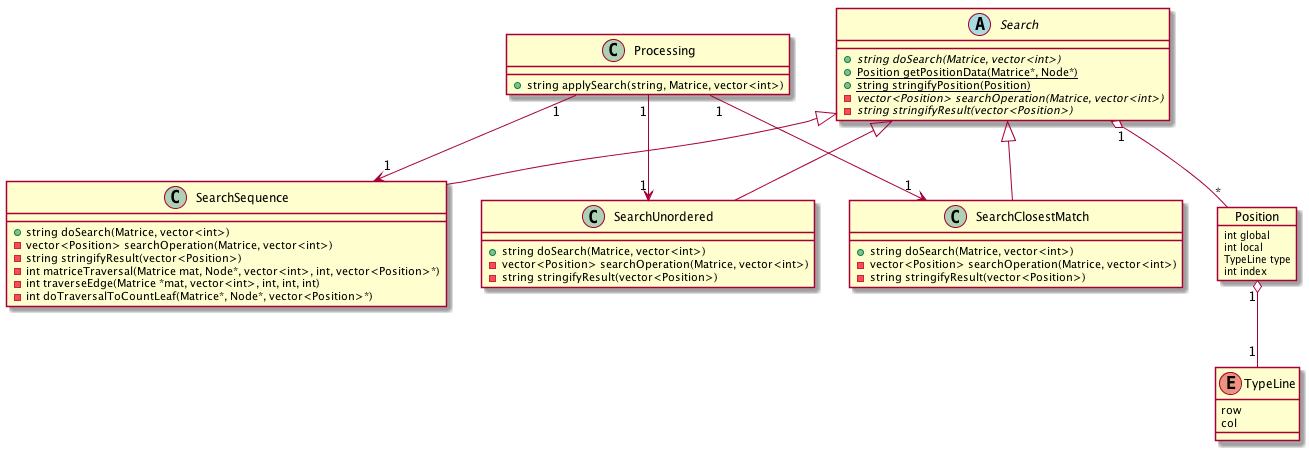 A Search
string doSearch(Matrice, vector<int>)
Position getPositionData(Matrice*, Node*)
string stringifyPosition(Position)
vector<Position> searchOperation(Matrice, vector<int>)
string stringifyResult(vector<Position>)
C Processing
string applySearch(string, Matrice, vector<int>)
1
1
1
1
1
1
1
1
*
C SearchSequence
string doSearch(Matrice, vector<int>)
vector<Position> searchOperation(Matrice, vector<int>)
string stringifyResult(vector<Position>)
int matriceTraversal(Matrice mat, Node*, vector<int>, int, vector<Position>*)
int traverseEdge(Matrice *mat, vector<int>, int, int, int)
int doTraversalToCountLeaf(Matrice*, Node*, vector<Position>*)
C SearchUnordered
string doSearch(Matrice, vector<int>)
vector<Position> searchOperation(Matrice, vector<int>)
string stringifyResult(vector<Position>)
C SearchClosestMatch
string doSearch(Matrice, vector<int>)
vector<Position> searchOperation(Matrice, vector<int>)
string stringifyResult(vector<Position>)
Position
int global
int local
TypeLine type
int index
1
1
E TypeLine
row
col